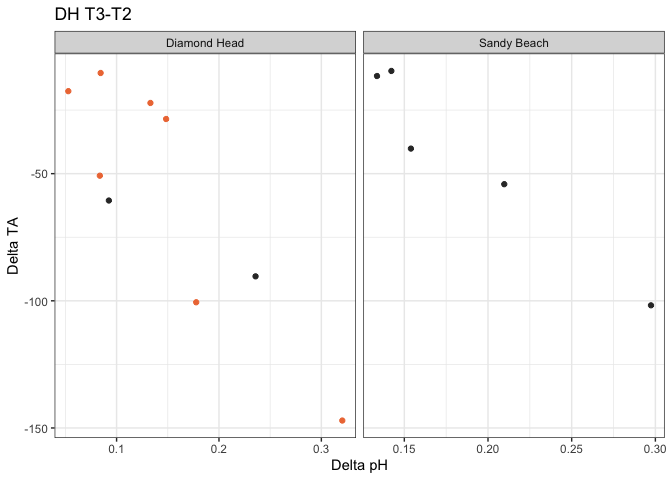 DH T3-T2
Diamond Head
Sandy Beach
Delta TA
-50
-100
-150
0.1
0.2
0.3
0.15
0.20
0.25
0.30
Delta pH